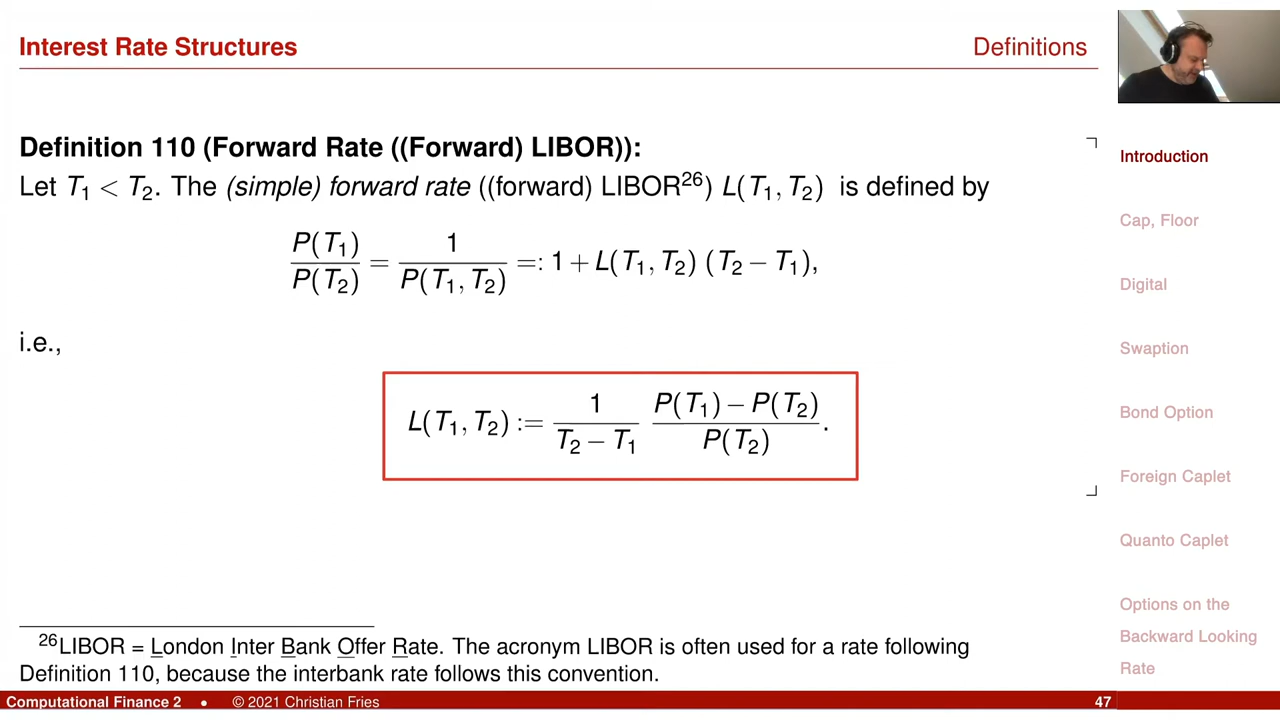 Interest Rate Structures
Definitions
Definition 110 (Forward Rate ((Forward) LIBOR)):
Let T₁ < T₂. The (simple) forward rate ((forward) LIBOR²⁶) L(T₁, T₂) is defined by
P(T₁)/P(T₂) = 1/P(T₁, T₂) =: 1 + L(T₁, T₂) (T₂ − T₁),
i.e.,
L(T₁, T₂) := 1/(T₂ − T₁) (P(T₁) − P(T₂))/P(T₂).
²⁶LIBOR = London Inter Bank Offer Rate. The acronym LIBOR is often used for a rate following
Definition 110, because the interbank rate follows this convention.
Introduction
Cap, Floor
Digital
Swaption
Bond Option
Foreign Caplet
Quanto Caplet
Options on the
Backward Looking
Rate
Computational Finance 2 • © 2021 Christian Fries
47